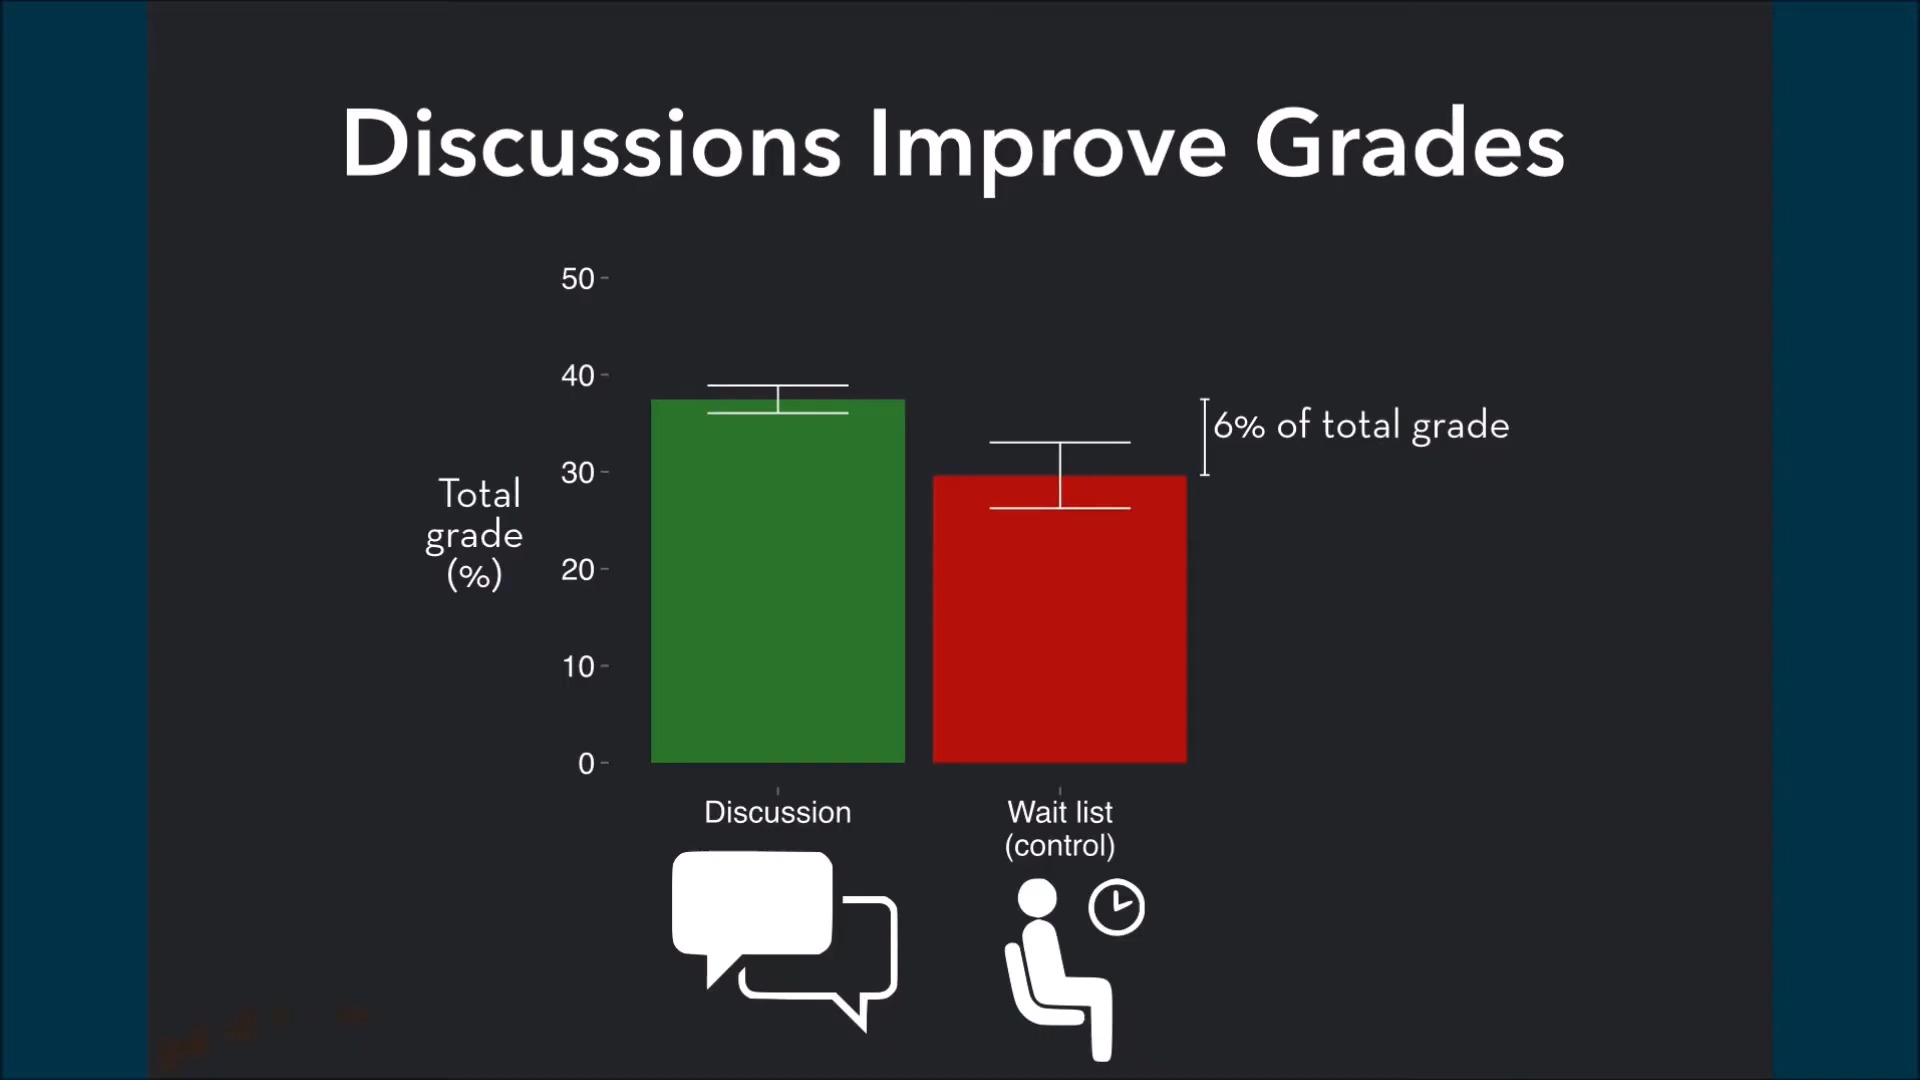 Discussions Improve Grades
50
40
30
20
10
0
Total
grade
(%)
6% of total grade
Discussion
Wait list
(control)